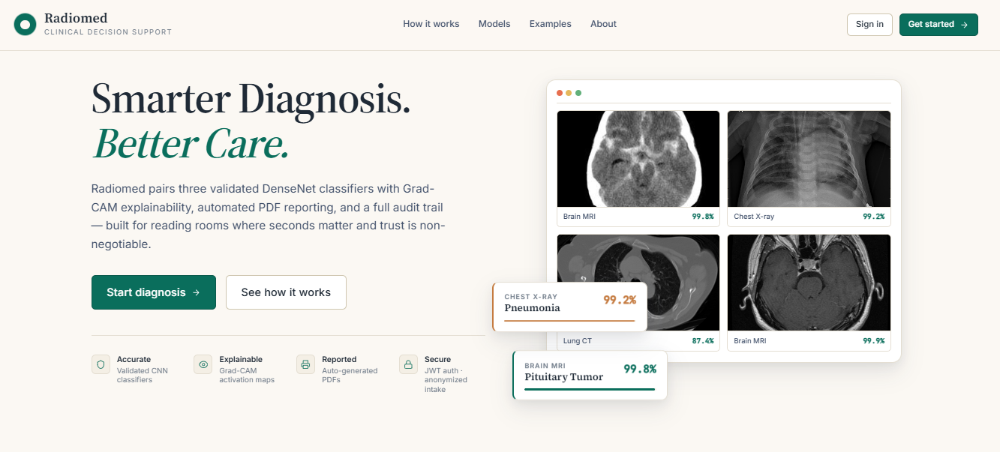 Radiomed
CLINICAL DECISION SUPPORT
How it works
Models
Examples
About
Sign in
Get started →
Smarter Diagnosis.
Better Care.
Radiomed pairs three validated DenseNet classifiers with Grad-
CAM explainability, automated PDF reporting, and a full audit trail
— built for reading rooms where seconds matter and trust is non-
negotiable.
Start diagnosis →
See how it works
Accurate
Validated CNN
classifiers
Explainable
Grad-CAM
activation maps
Reported
Auto-generated
PDFs
Secure
JWT auth ·
anonymized
intake
Brain MRI 99.8%
Chest X-ray 99.2%
Lung CT 87.4%
Brain MRI 99.9%
CHEST X-RAY
Pneumonia
99.2%
BRAIN MRI
Pituitary Tumor
99.8%